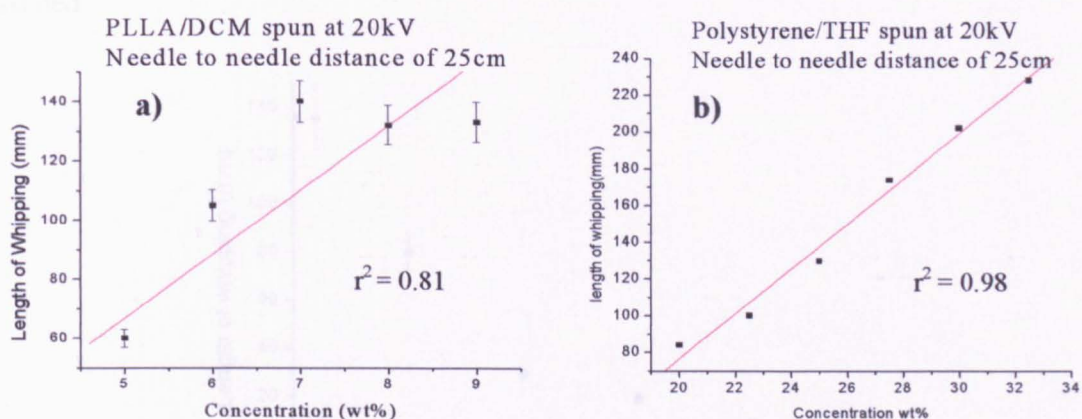 PLLA/DCM spun at 20kV
Needle to needle distance of 25cm
a)
Length of Whipping (mm)
140
120
100
80
60
r² = 0.81
5 6 7 8 9
Concentration (wt%)
Polystyrene/THF spun at 20kV
Needle to needle distance of 25cm
b)
length of whipping(mm)
240
220
200
180
160
140
120
100
80
r² = 0.98
20 22 24 26 28 30 32 34
Concentration wt%